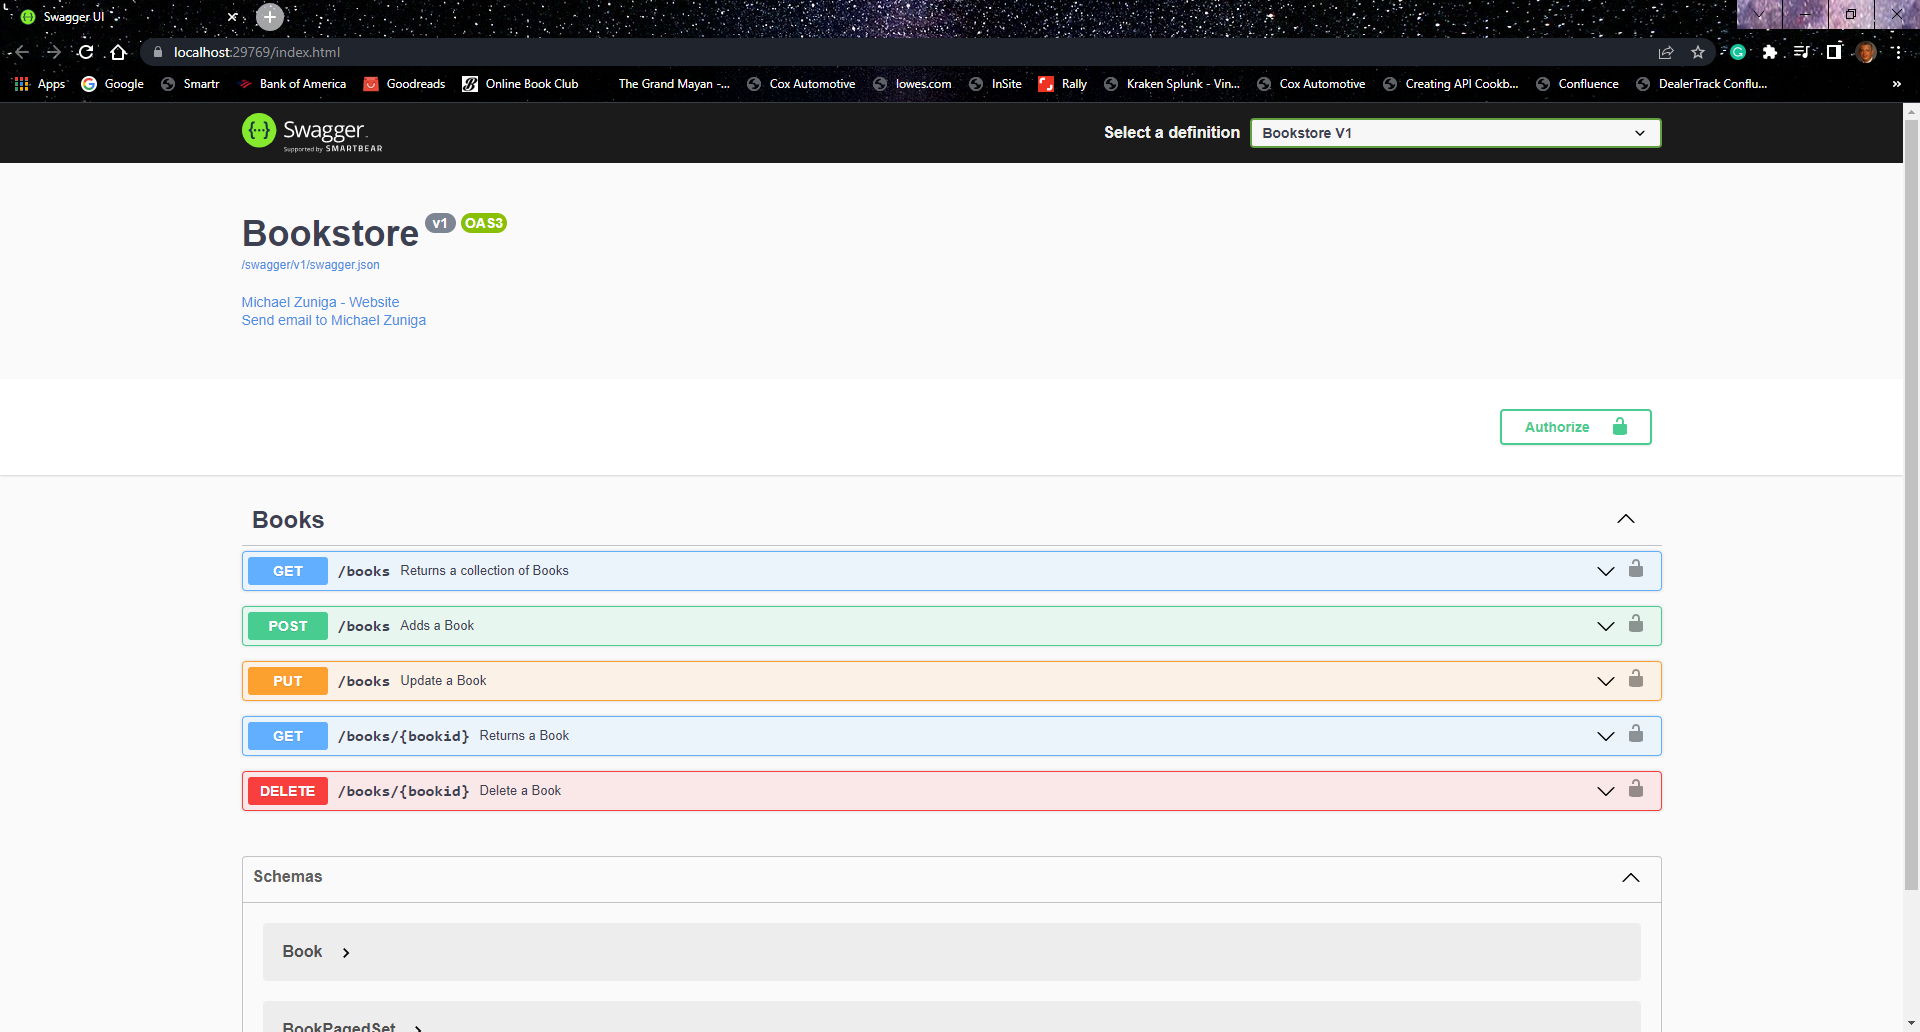 Swagger UI
localhost:29769/index.html
Apps Google Smartr Bank of America Goodreads Online Book Club The Grand Mayan -... Cox Automotive lowes.com InSite Rally Kraken Splunk - Vin... Cox Automotive Creating API Cookb... Confluence DealerTrack Conflu... »
Swagger
Supported by SMARTBEAR
Select a definition Bookstore V1
Bookstore v1 OAS3
/swagger/v1/swagger.json
Michael Zuniga - Website
Send email to Michael Zuniga
Authorize
Books
GET /books Returns a collection of Books
POST /books Adds a Book
PUT /books Update a Book
GET /books/{bookid} Returns a Book
DELETE /books/{bookid} Delete a Book
Schemas
Book
BookPagedSet